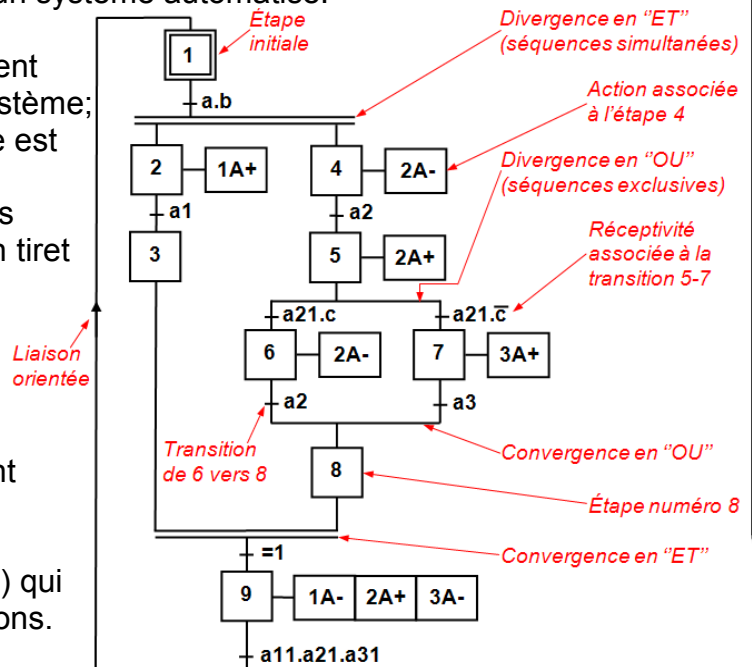 un système automatisé.
Étape
initiale
Divergence en ‘’ET’’
(séquences simultanées)
1
ent
stème;
a.b
Action associée
à l’étape 4
e est
2
1A+
4
2A-
Divergence en ‘’OU’’
(séquences exclusives)
s
a1
a2
n tiret
3
5
2A+
Réceptivité
associée à la
transition 5-7
a21.c
a21.c̅
Liaison
orientée
6
2A-
7
3A+
a2
a3
Transition
de 6 vers 8
Convergence en ‘’OU’’
nt
8
Étape numéro 8
=1
Convergence en ‘’ET’’
) qui
9
1A-
2A+
3A-
ons.
a11.a21.a31